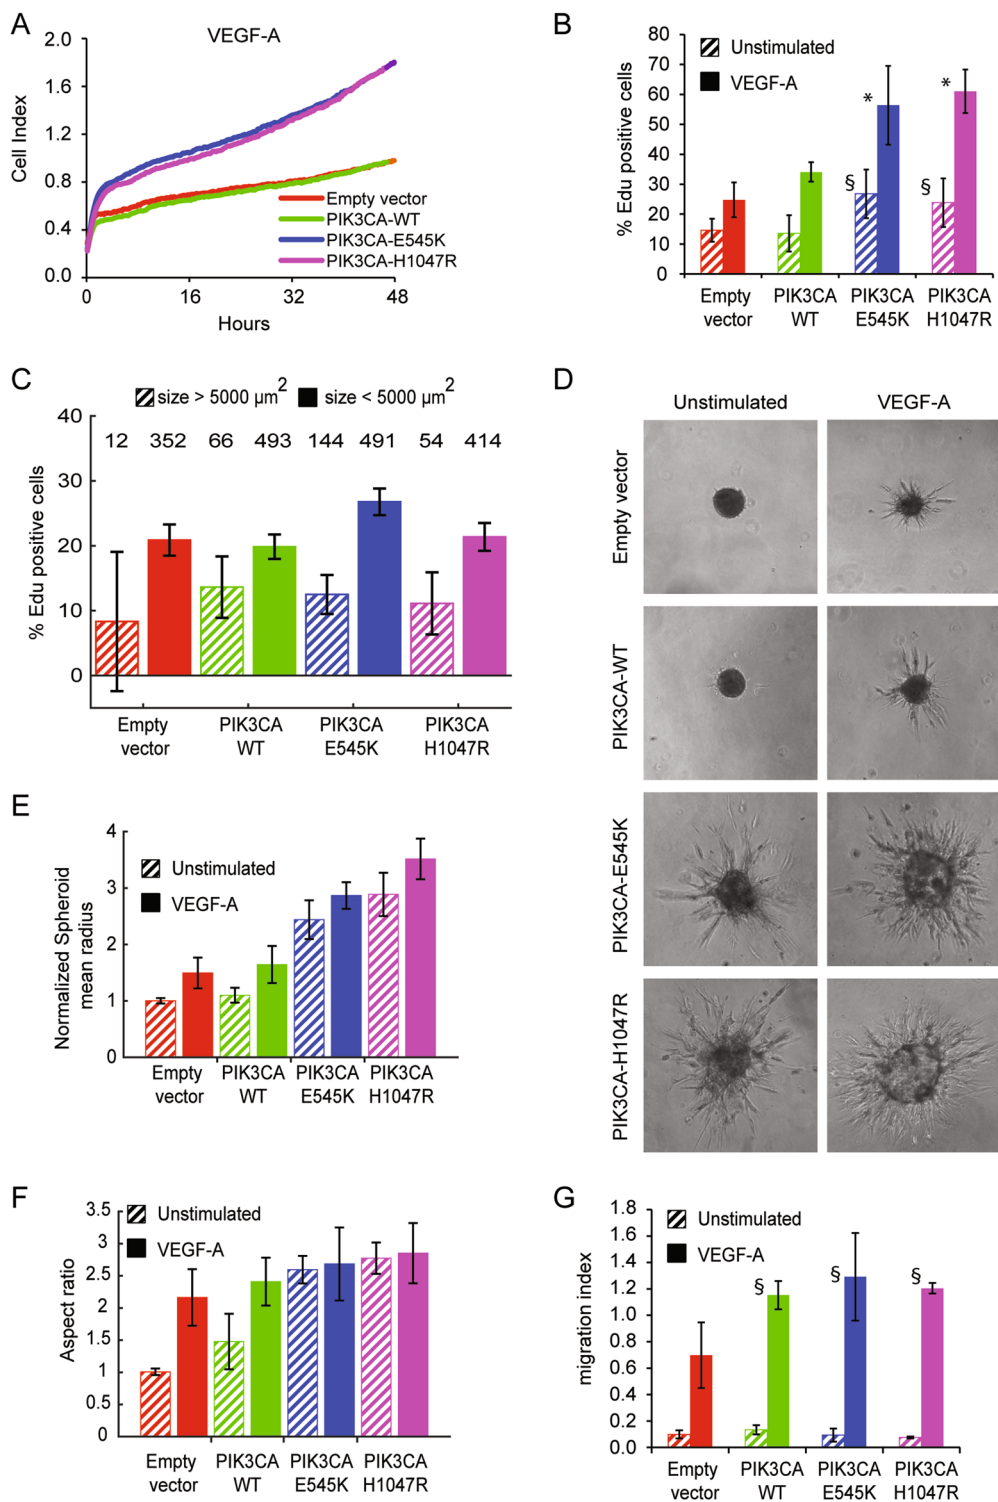 A
VEGF-A
2.0
1.6
1.2
0.8
0.4
0.0
Cell Index
Empty vector
PIK3CA-WT
PIK3CA-E545K
PIK3CA-H1047R
0 16 32 48
Hours
B
80
70
60
50
40
30
20
10
0
% Edu positive cells
Unstimulated
VEGF-A
* *
§ §
Empty vector
PIK3CA WT
PIK3CA E545K
PIK3CA H1047R
C
size > 5000 µm²
size < 5000 µm²
40
30
20
10
0
% Edu positive cells
12 352 66 493 144 491 54 414
Empty vector
PIK3CA WT
PIK3CA E545K
PIK3CA H1047R
D
Unstimulated
VEGF-A
Empty vector
PIK3CA-WT
PIK3CA-E545K
PIK3CA-H1047R
E
4
3
2
1
0
Normalized Spheroid
mean radius
Unstimulated
VEGF-A
Empty vector
PIK3CA WT
PIK3CA E545K
PIK3CA H1047R
F
3.5
3
2.5
2
1.5
1
0.5
0
Aspect ratio
Unstimulated
VEGF-A
Empty vector
PIK3CA WT
PIK3CA E545K
PIK3CA H1047R
G
1.8
1.6
1.4
1.2
1.0
0.8
0.6
0.4
0.2
0.0
migration index
Unstimulated
VEGF-A
§ § §
Empty vector
PIK3CA WT
PIK3CA E545K
PIK3CA H1047R